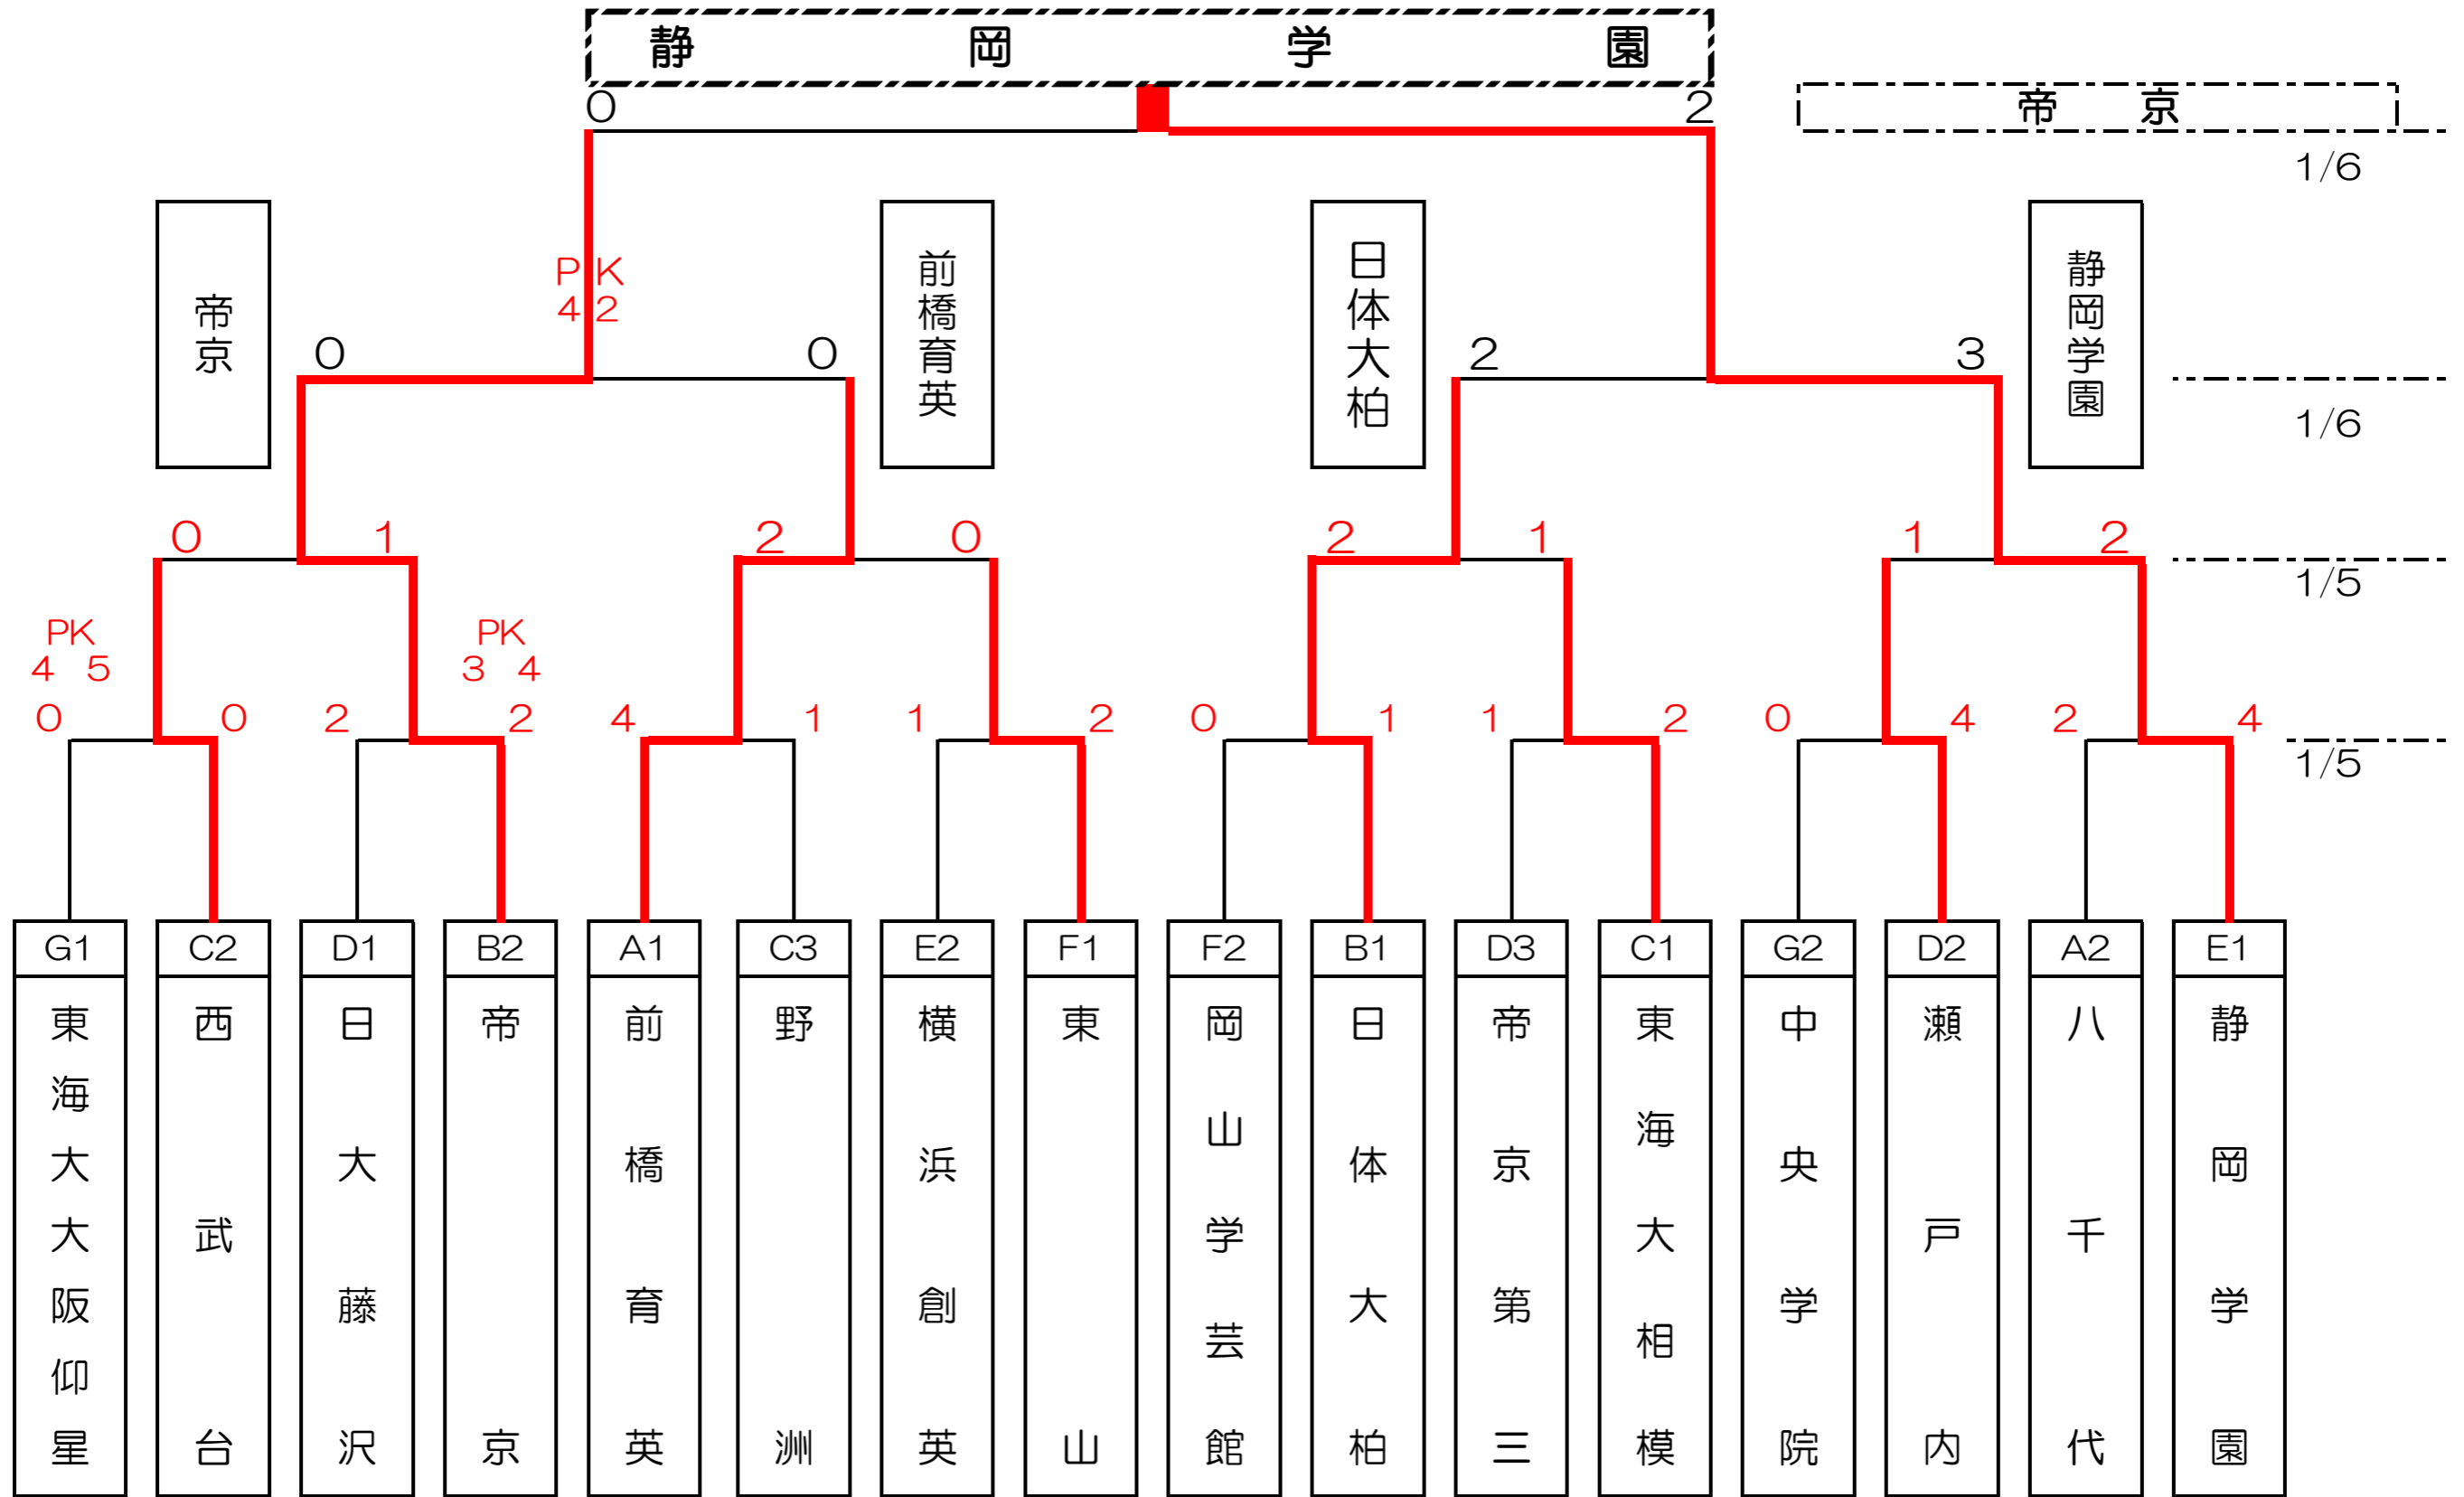 静岡学園
0 2
帝京
1/6
帝京
前橋育英
日体大柏
静岡学園
PK
4 2
0 0 2 3
1/6
0 1 2 0 2 1 1 2
1/5
PK PK
4 5 3 4
0 0 2 2 4 1 1 2 0 1 1 2 0 4 2 4
1/5
G1 C2 D1 B2 A1 C3 E2 F1 F2 B1 D3 C1 G2 D2 A2 E1
東海大大阪仰星
西武台
日大藤沢
帝京
前橋育英
野洲
横浜創英
東山
岡山学芸館
日体大柏
帝京第三
東海大相模
中央学院
瀬戸内
八千代
静岡学園